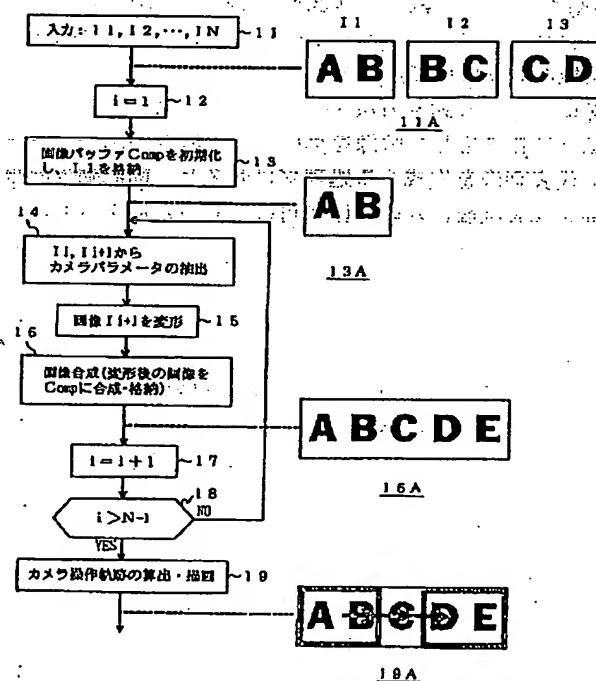 入力：I1, I2, …, IN
11
I1
I2
I3
A B
B C
C D
11A
i=1
12
画像バッファCompを初期化
し、I1を格納
13
A B
13A
14
Ii, Ii+1から
カメラパラメータの抽出
画像Ii+1を変形
15
16
画像合成(変形後の画像を
Compに合成・格納)
A B C D E
16A
i=i+1
17
i>N-1
18
NO
YES
カメラ操作軌跡の算出・描画
19
A B C D E
19A